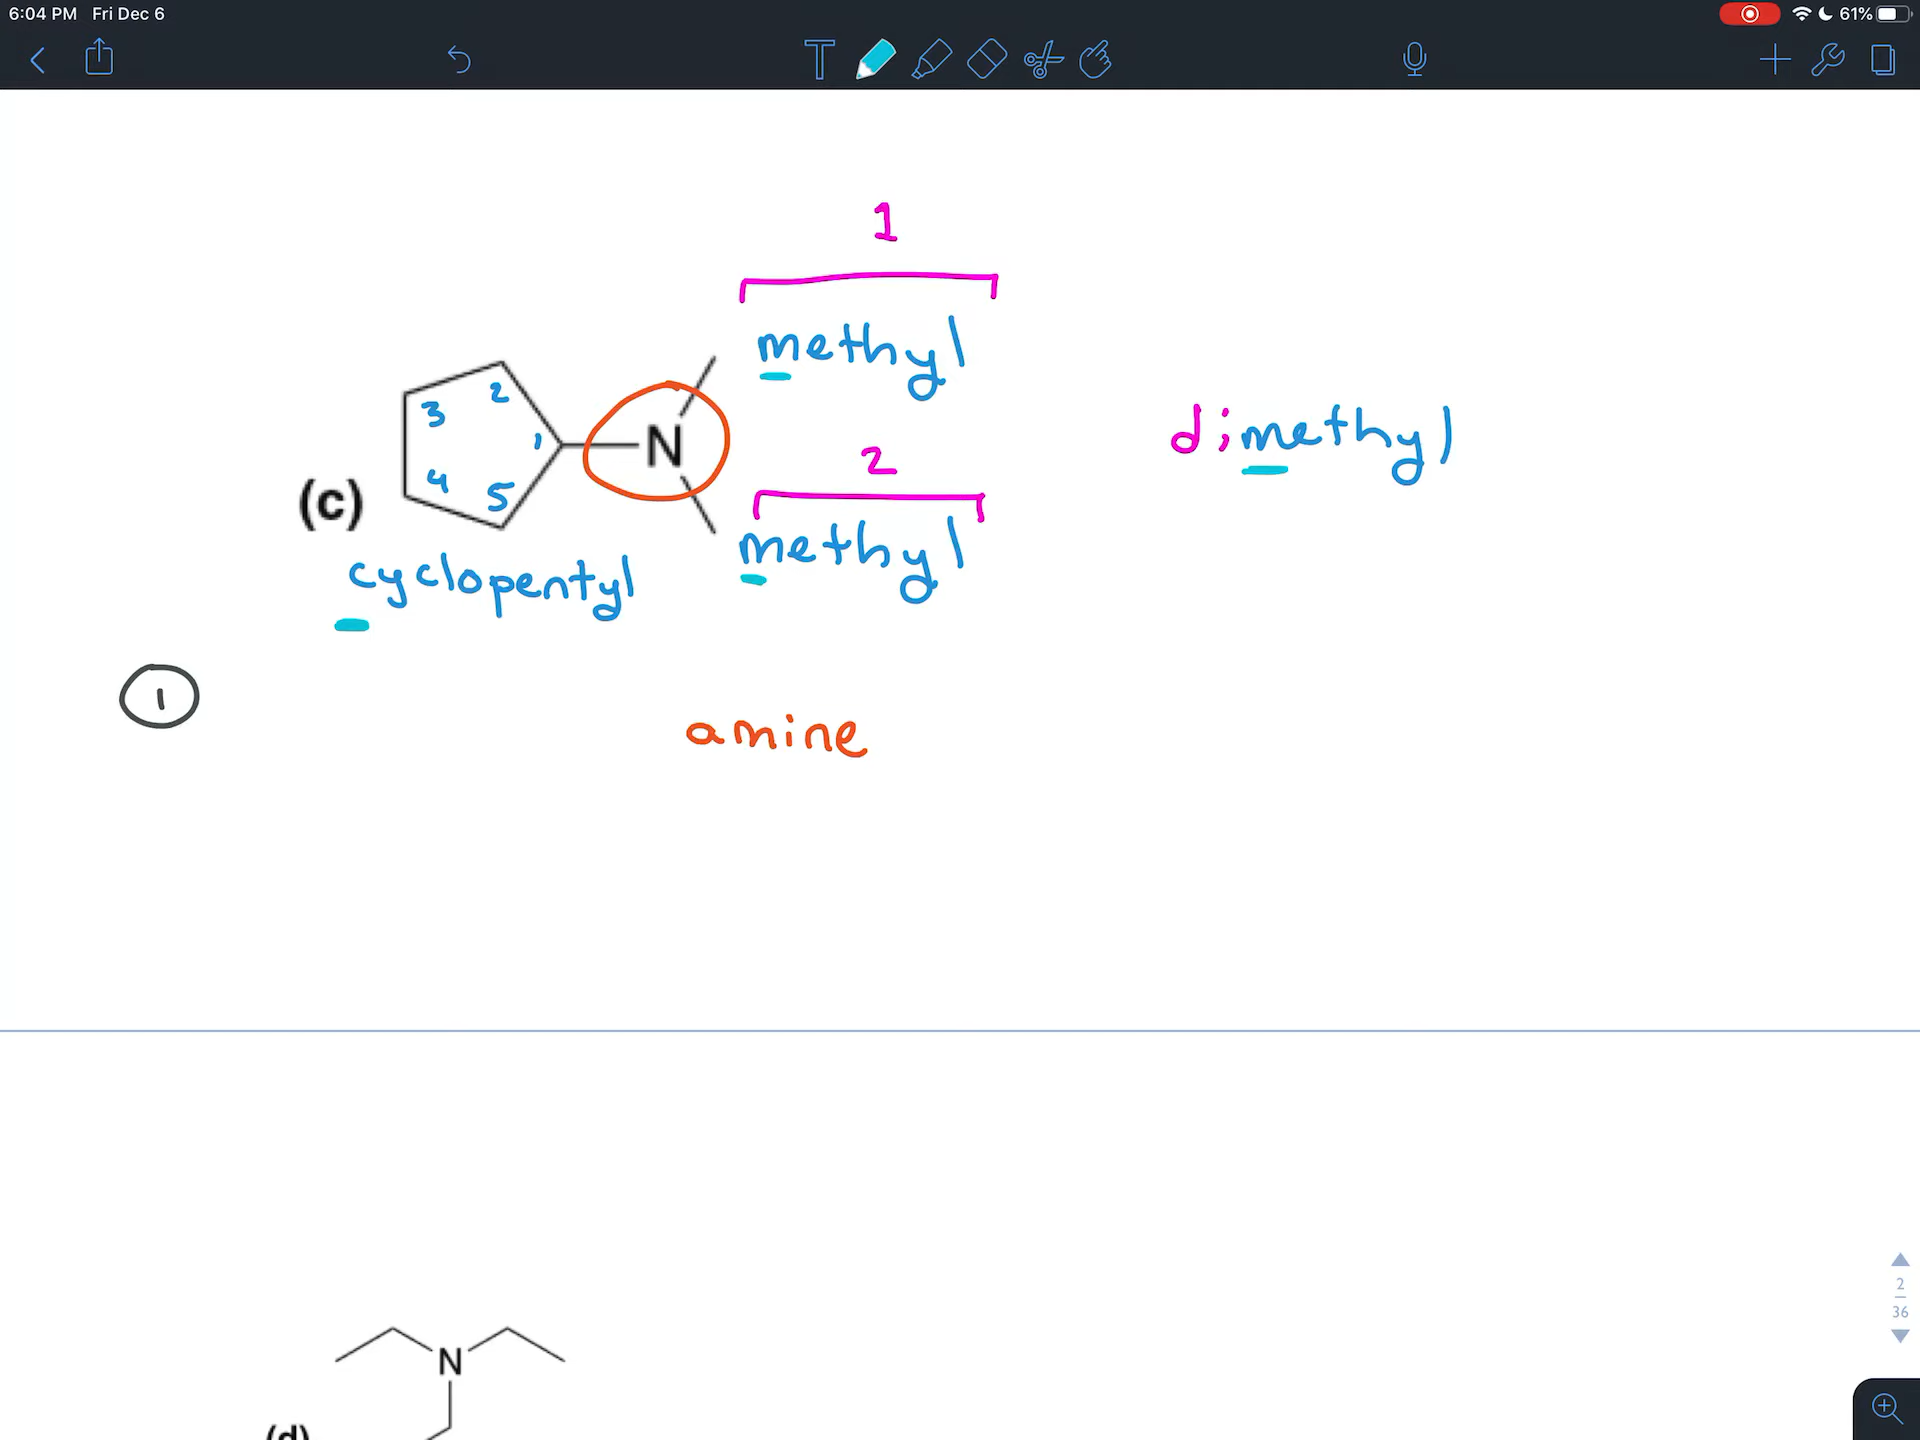 6:04 PM Fri Dec 6
61%
1
methyl
2
3
1
N
4
5
(c)
2
methyl
dimethyl
cyclopentyl
1
amine
2
36
N
(d)